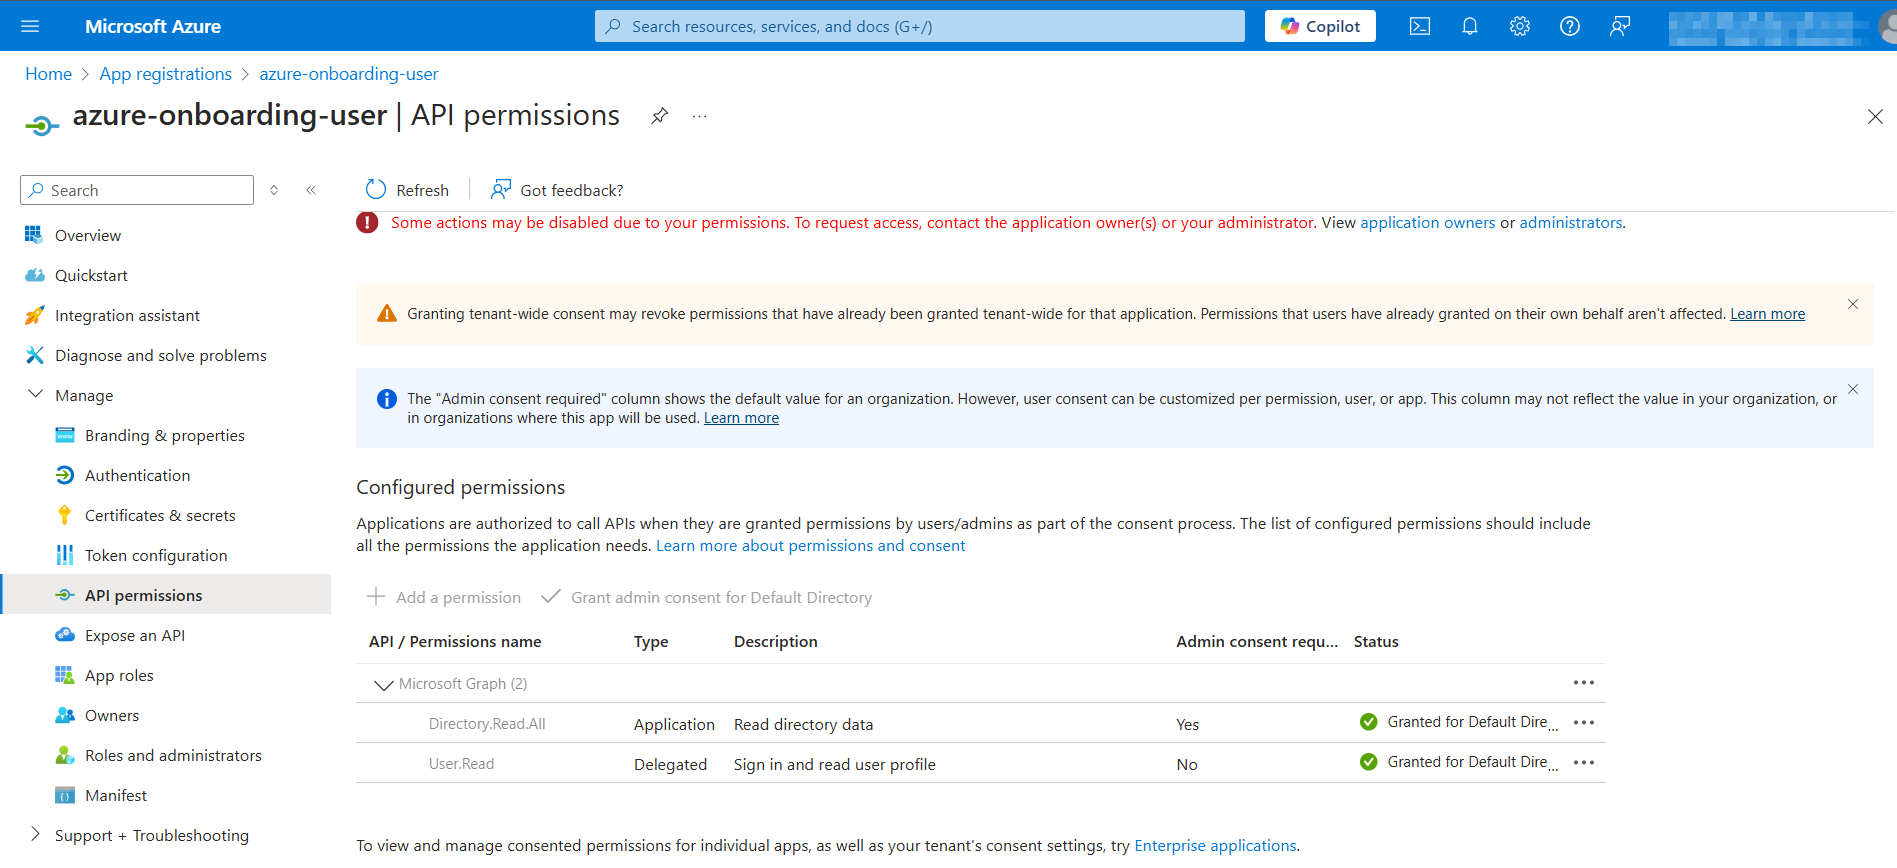 Microsoft Azure
Search resources, services, and docs (G+/)
Copilot
Home > App registrations > azure-onboarding-user
azure-onboarding-user | API permissions
...
Search
Refresh
Got feedback?
Some actions may be disabled due to your permissions. To request access, contact the application owner(s) or your administrator. View application owners or administrators.
Overview
Quickstart
Integration assistant
Diagnose and solve problems
Manage
Branding & properties
Authentication
Certificates & secrets
Token configuration
API permissions
Expose an API
App roles
Owners
Roles and administrators
Manifest
Support + Troubleshooting
Granting tenant-wide consent may revoke permissions that have already been granted tenant-wide for that application. Permissions that users have already granted on their own behalf aren't affected. Learn more
The "Admin consent required" column shows the default value for an organization. However, user consent can be customized per permission, user, or app. This column may not reflect the value in your organization, or
in organizations where this app will be used. Learn more
Configured permissions
Applications are authorized to call APIs when they are granted permissions by users/admins as part of the consent process. The list of configured permissions should include
all the permissions the application needs. Learn more about permissions and consent
Add a permission
Grant admin consent for Default Directory
API / Permissions name Type Description Admin consent requ... Status
Microsoft Graph (2)
Directory.Read.All Application Read directory data Yes Granted for Default Dire...
User.Read Delegated Sign in and read user profile No Granted for Default Dire...
To view and manage consented permissions for individual apps, as well as your tenant's consent settings, try Enterprise applications.